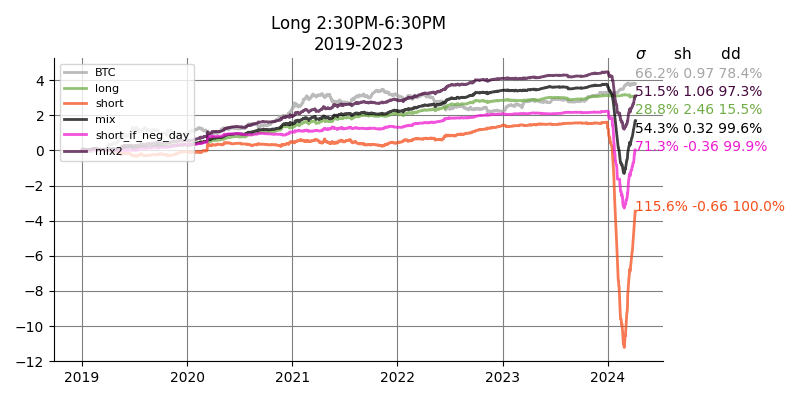 Long 2:30PM-6:30PM
2019-2023
σ sh dd
66.2% 0.97 78.4%
51.5% 1.06 97.3%
28.8% 2.46 15.5%
54.3% 0.32 99.6%
71.3% -0.36 99.9%
115.6% -0.66 100.0%
BTC
long
short
mix
short_if_neg_day
mix2
4
2
0
−2
−4
−6
−8
−10
−12
2019 2020 2021 2022 2023 2024